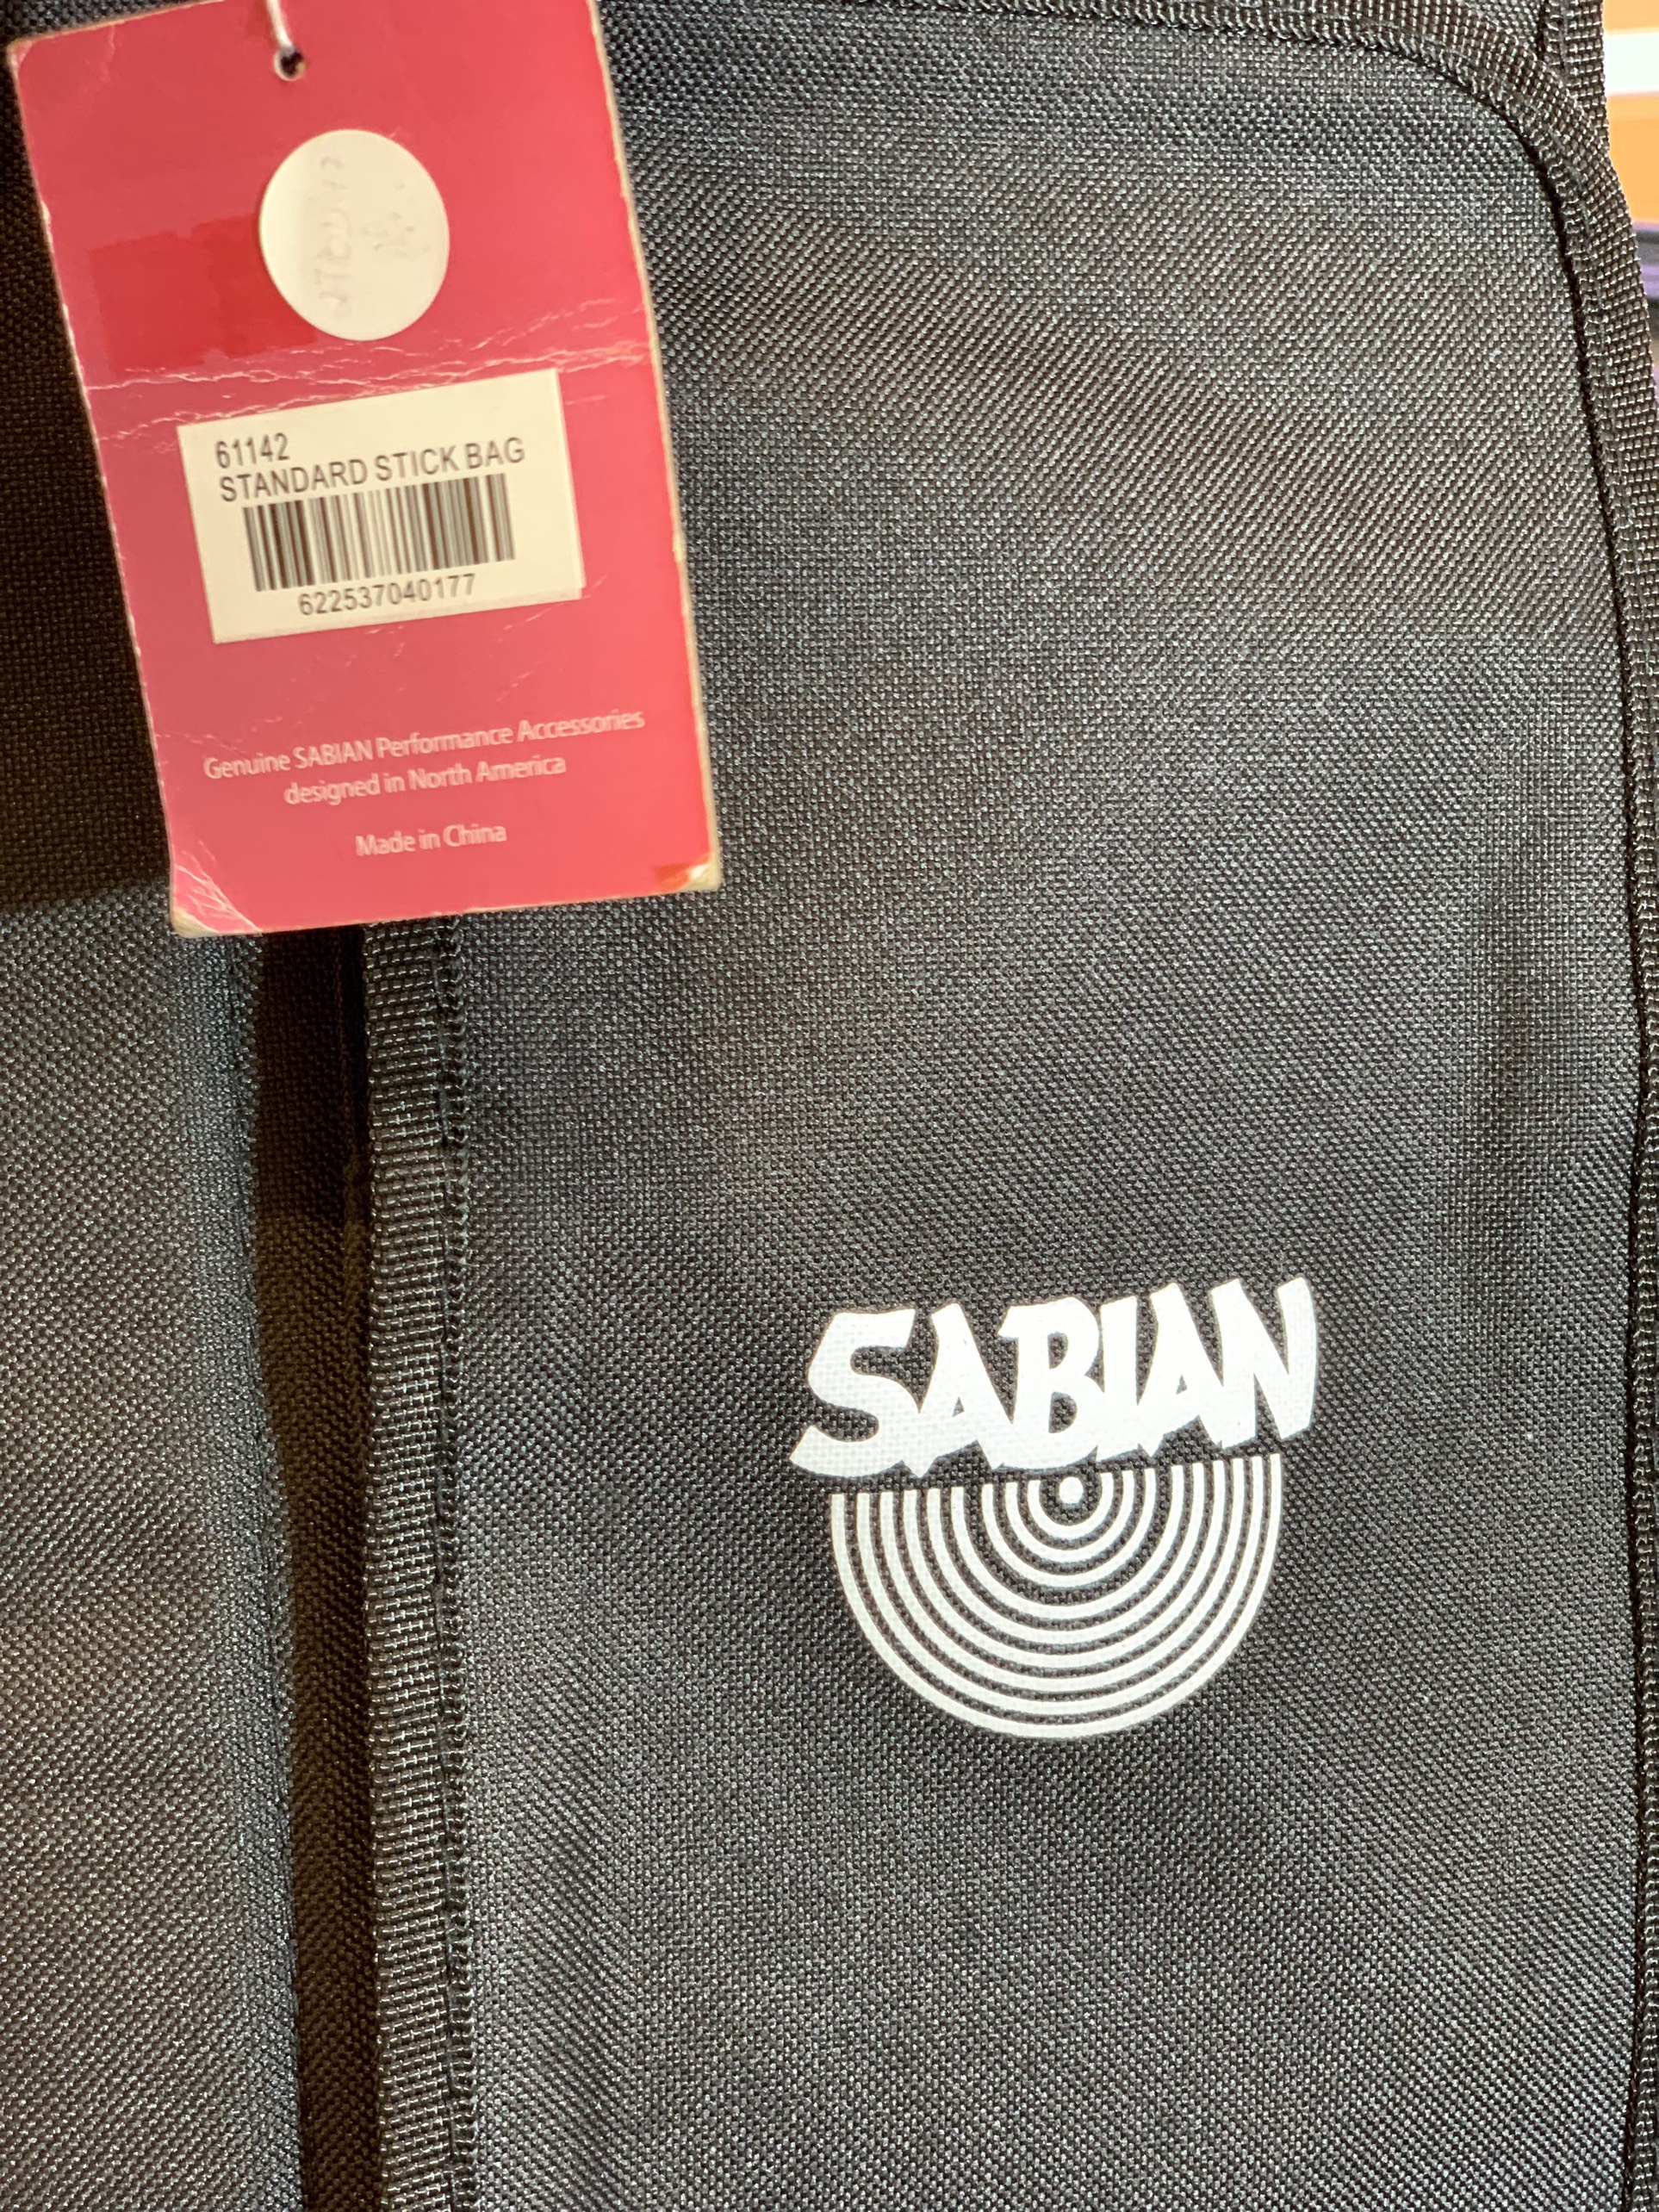 61142
STANDARD STICK BAG
622537040177
Genuine SABIAN Performance Accessories
designed in North America
Made in China
SABIAN